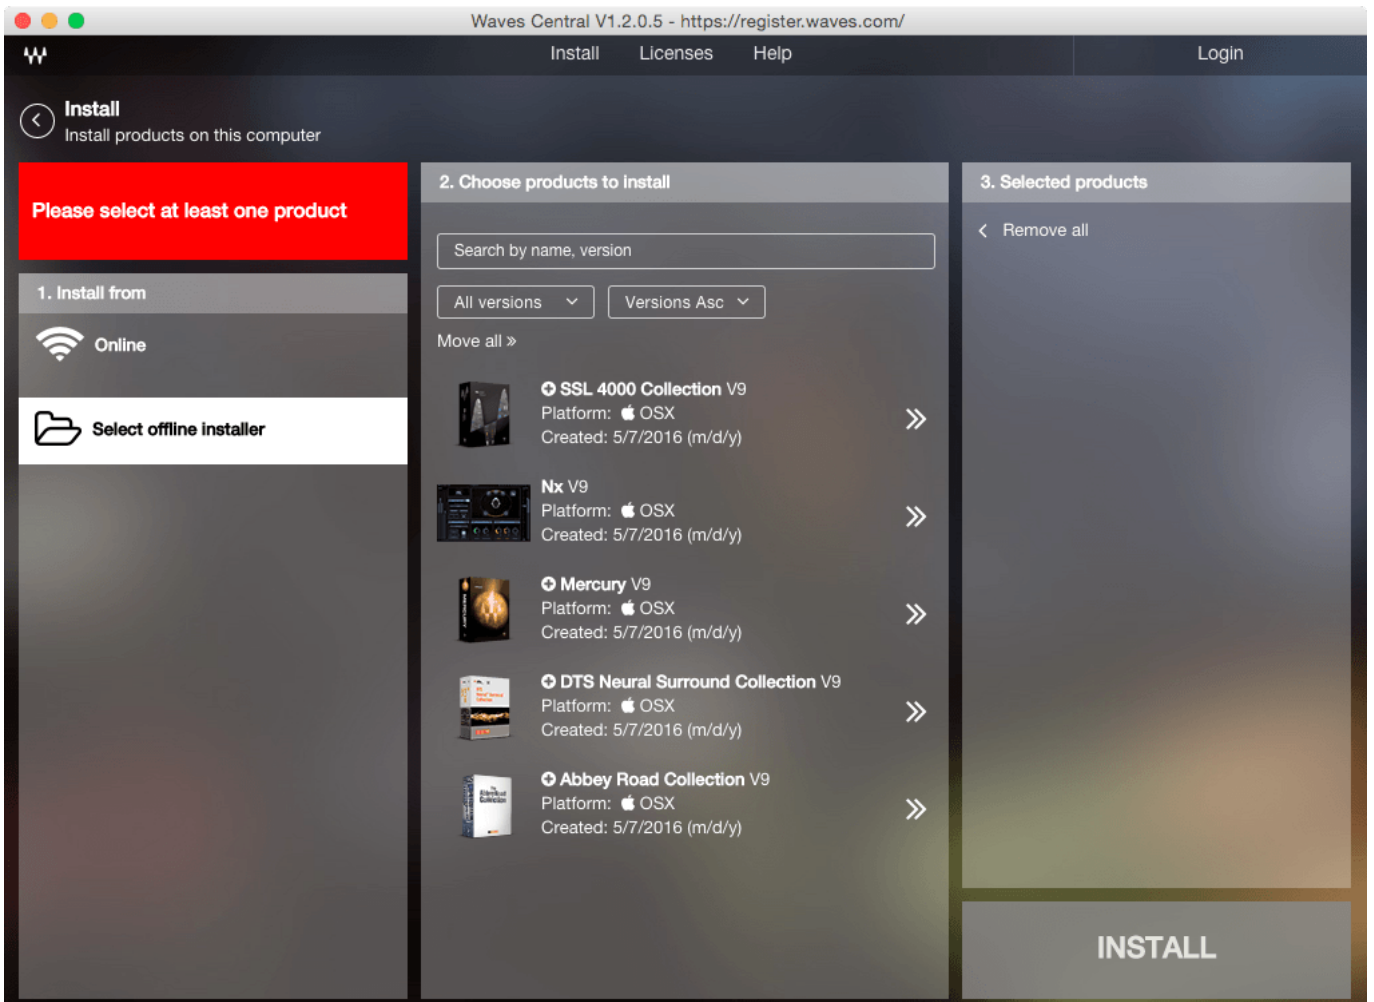 Waves Central V1.2.0.5 - https://register.waves.com/
Install Licenses Help Login
Install
Install products on this computer
Please select at least one product
1. Install from
Online
Select offline installer
2. Choose products to install
Search by name, version
All versions Versions Asc
Move all »
SSL 4000 Collection V9
Platform: OSX
Created: 5/7/2016 (m/d/y)
Nx V9
Platform: OSX
Created: 5/7/2016 (m/d/y)
Mercury V9
Platform: OSX
Created: 5/7/2016 (m/d/y)
DTS Neural Surround Collection V9
Platform: OSX
Created: 5/7/2016 (m/d/y)
Abbey Road Collection V9
Platform: OSX
Created: 5/7/2016 (m/d/y)
3. Selected products
Remove all
INSTALL